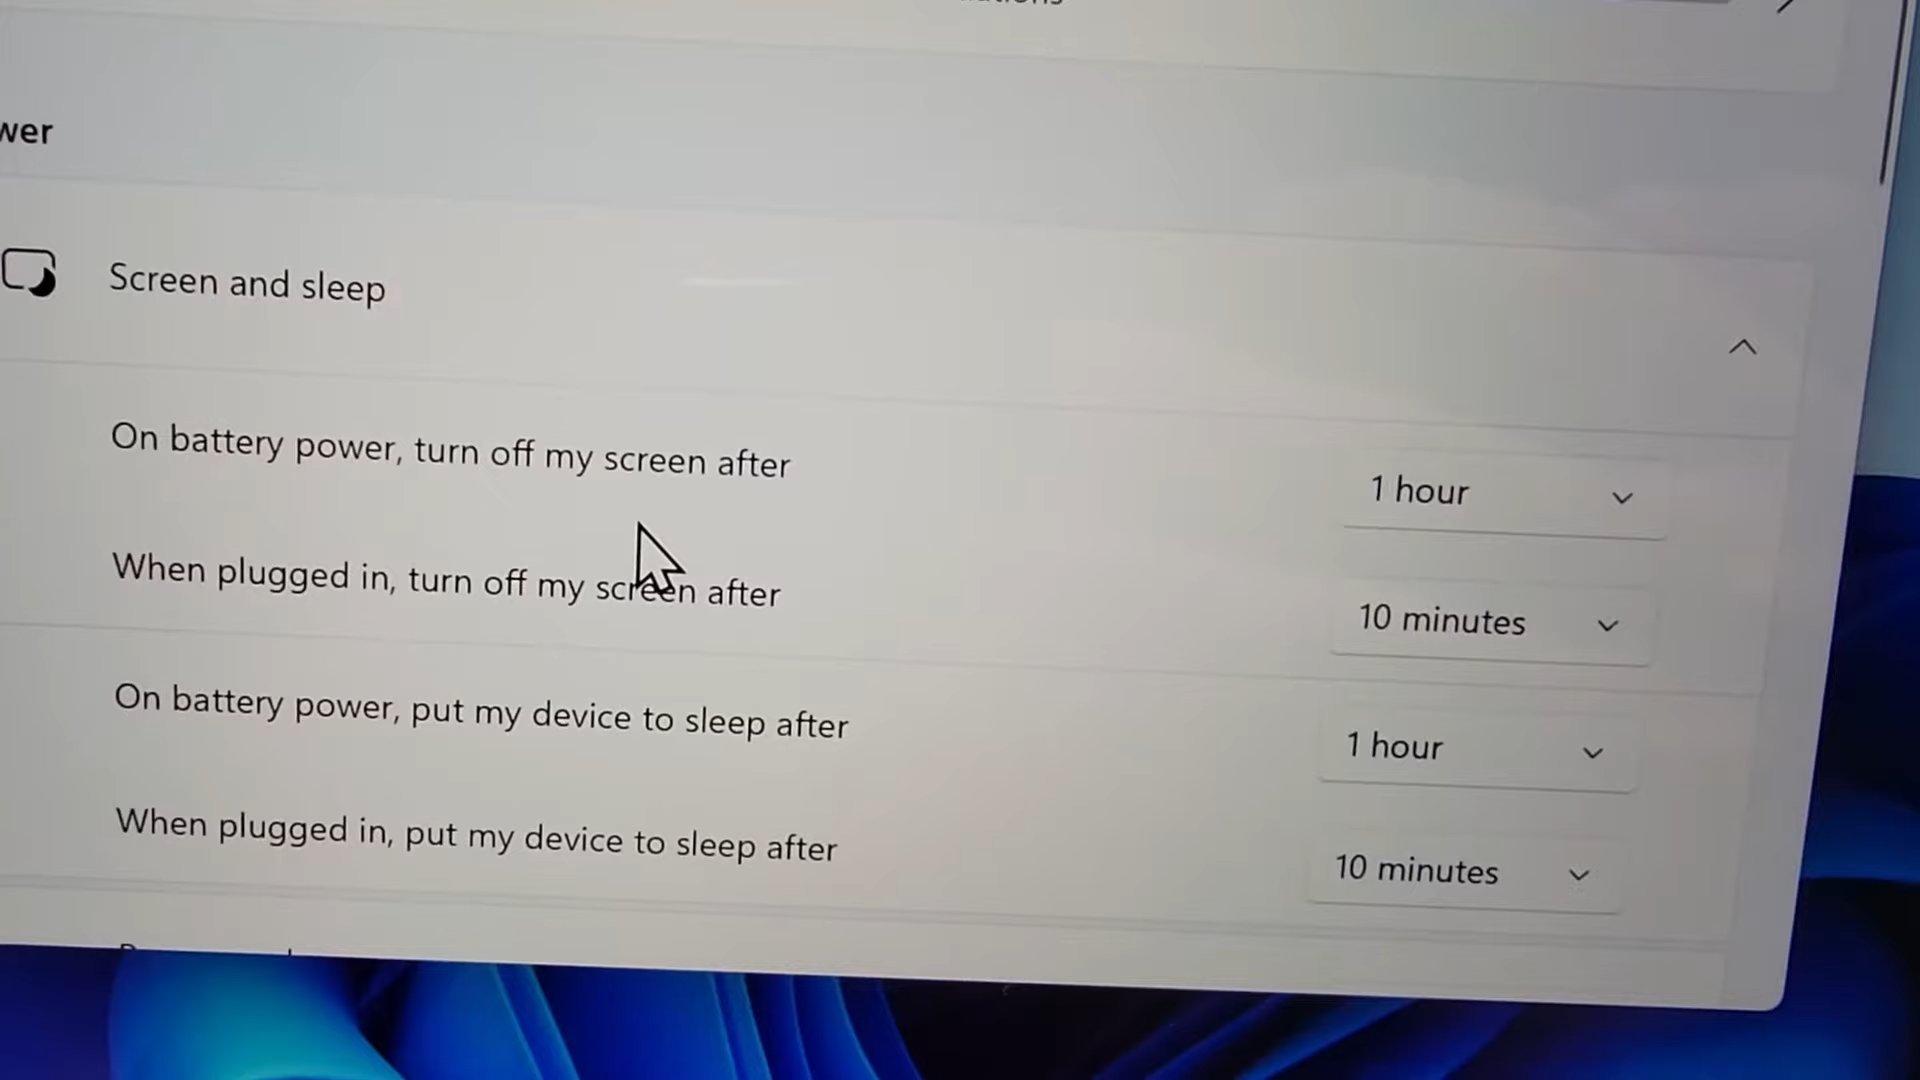 wer
Screen and sleep
On battery power, turn off my screen after
1 hour
When plugged in, turn off my screen after
10 minutes
On battery power, put my device to sleep after
1 hour
When plugged in, put my device to sleep after
10 minutes